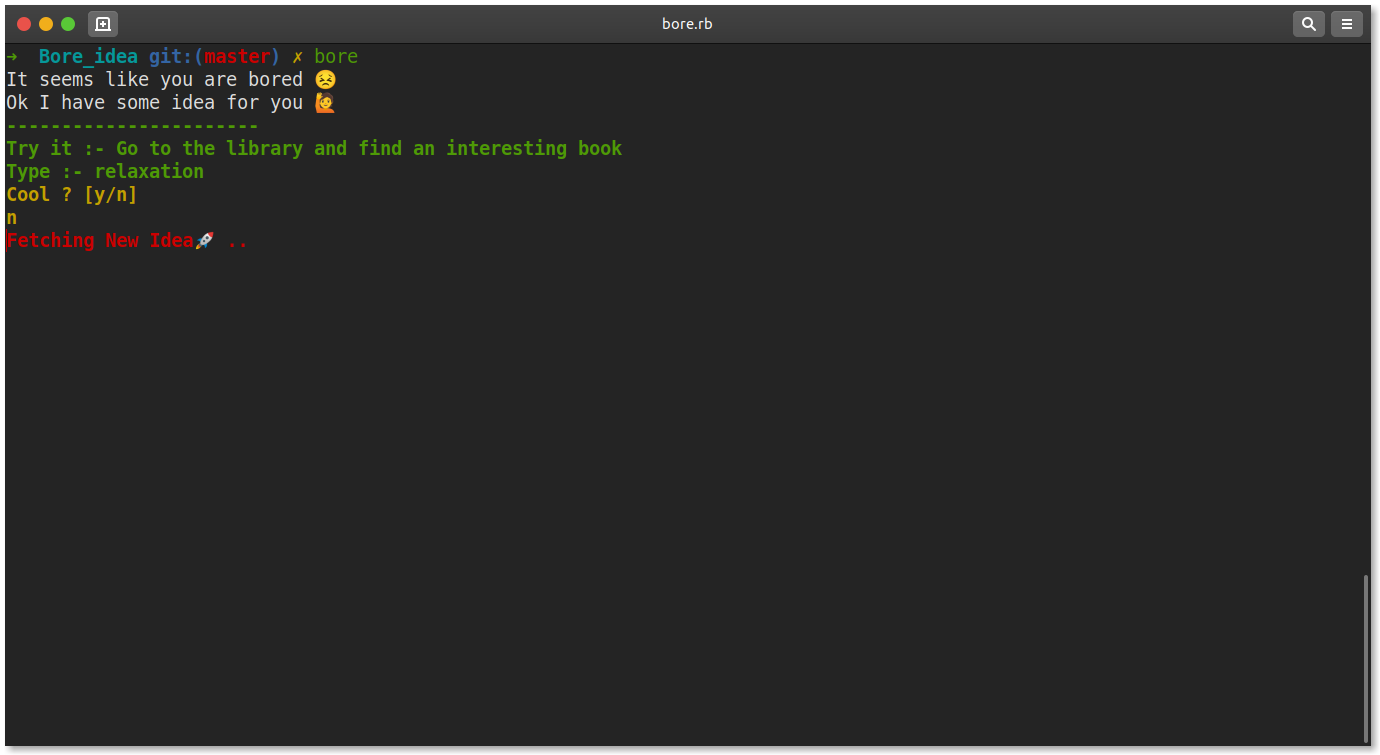 bore.rb
➜  Bore_idea git:(master) ✗ bore
It seems like you are bored 😣
Ok I have some idea for you 🙋
-----------------------
Try it :- Go to the library and find an interesting book
Type :- relaxation
Cool ? [y/n]
n
Fetching New Idea🚀 ..